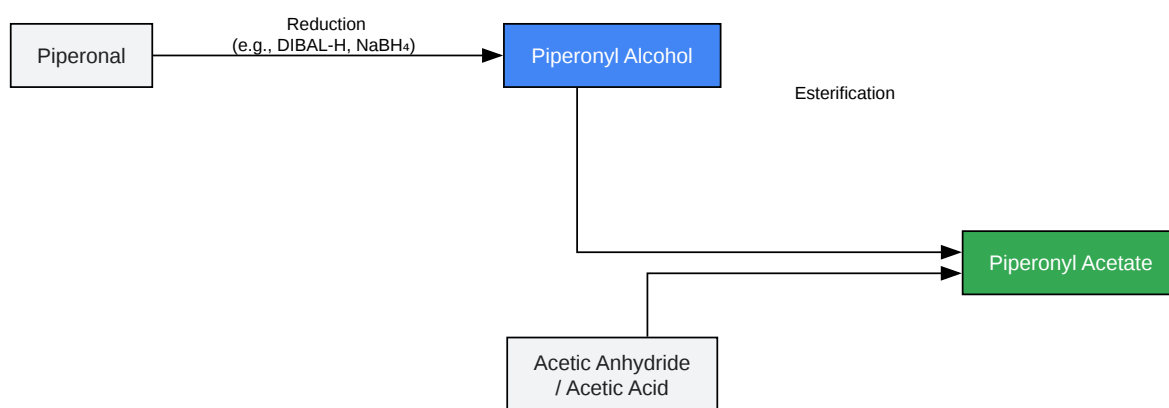 Reduction
(e.g., DIBAL-H, NaBH₄)
Piperonal
Piperonyl Alcohol
Esterification
Piperonyl Acetate
Acetic Anhydride
/ Acetic Acid